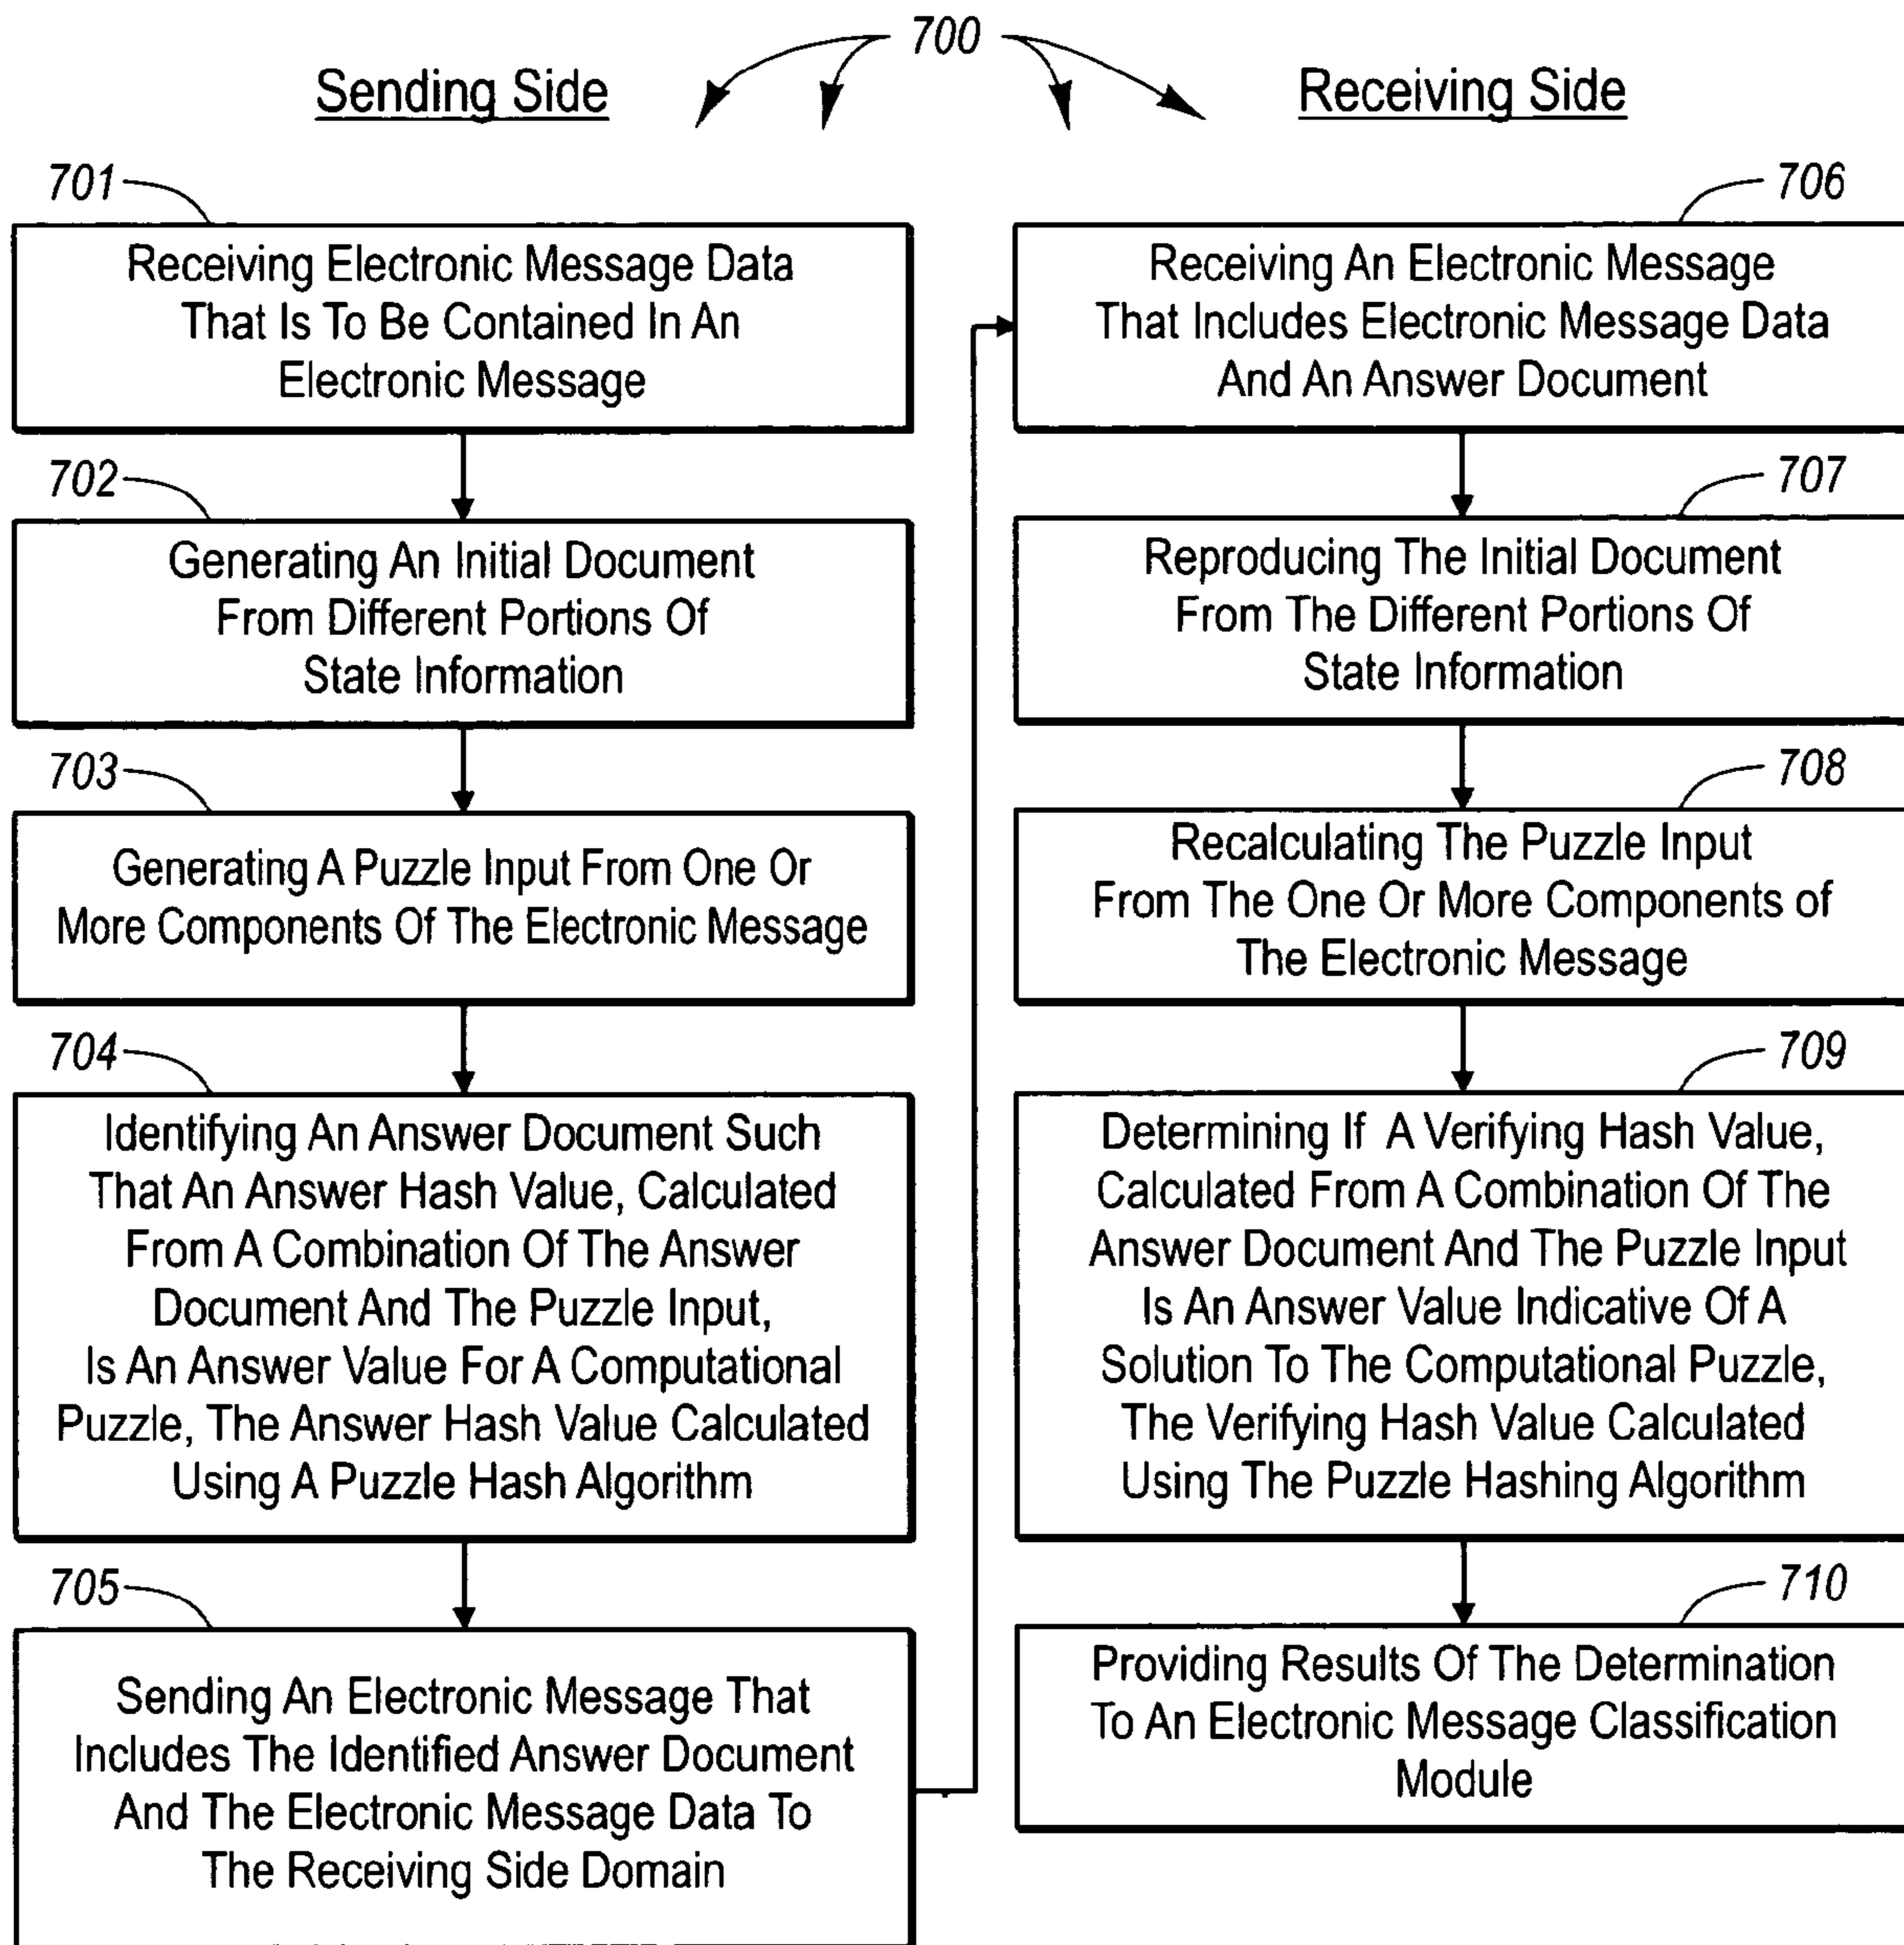 700
Sending Side
701
Receiving Electronic Message Data
That Is To Be Contained In An
Electronic Message
702
Generating An Initial Document
From Different Portions Of
State Information
703
Generating A Puzzle Input From One Or
More Components Of The Electronic Message
704
Identifying An Answer Document Such
That An Answer Hash Value, Calculated
From A Combination Of The Answer
Document And The Puzzle Input,
Is An Answer Value For A Computational
Puzzle, The Answer Hash Value Calculated
Using A Puzzle Hash Algorithm
705
Sending An Electronic Message That
Includes The Identified Answer Document
And The Electronic Message Data To
The Receiving Side Domain
Receiving Side
706
Receiving An Electronic Message
That Includes Electronic Message Data
And An Answer Document
707
Reproducing The Initial Document
From The Different Portions Of
State Information
708
Recalculating The Puzzle Input
From The One Or More Components of
The Electronic Message
709
Determining If A Verifying Hash Value,
Calculated From A Combination Of The
Answer Document And The Puzzle Input
Is An Answer Value Indicative Of A
Solution To The Computational Puzzle,
The Verifying Hash Value Calculated
Using The Puzzle Hashing Algorithm
710
Providing Results Of The Determination
To An Electronic Message Classification
Module